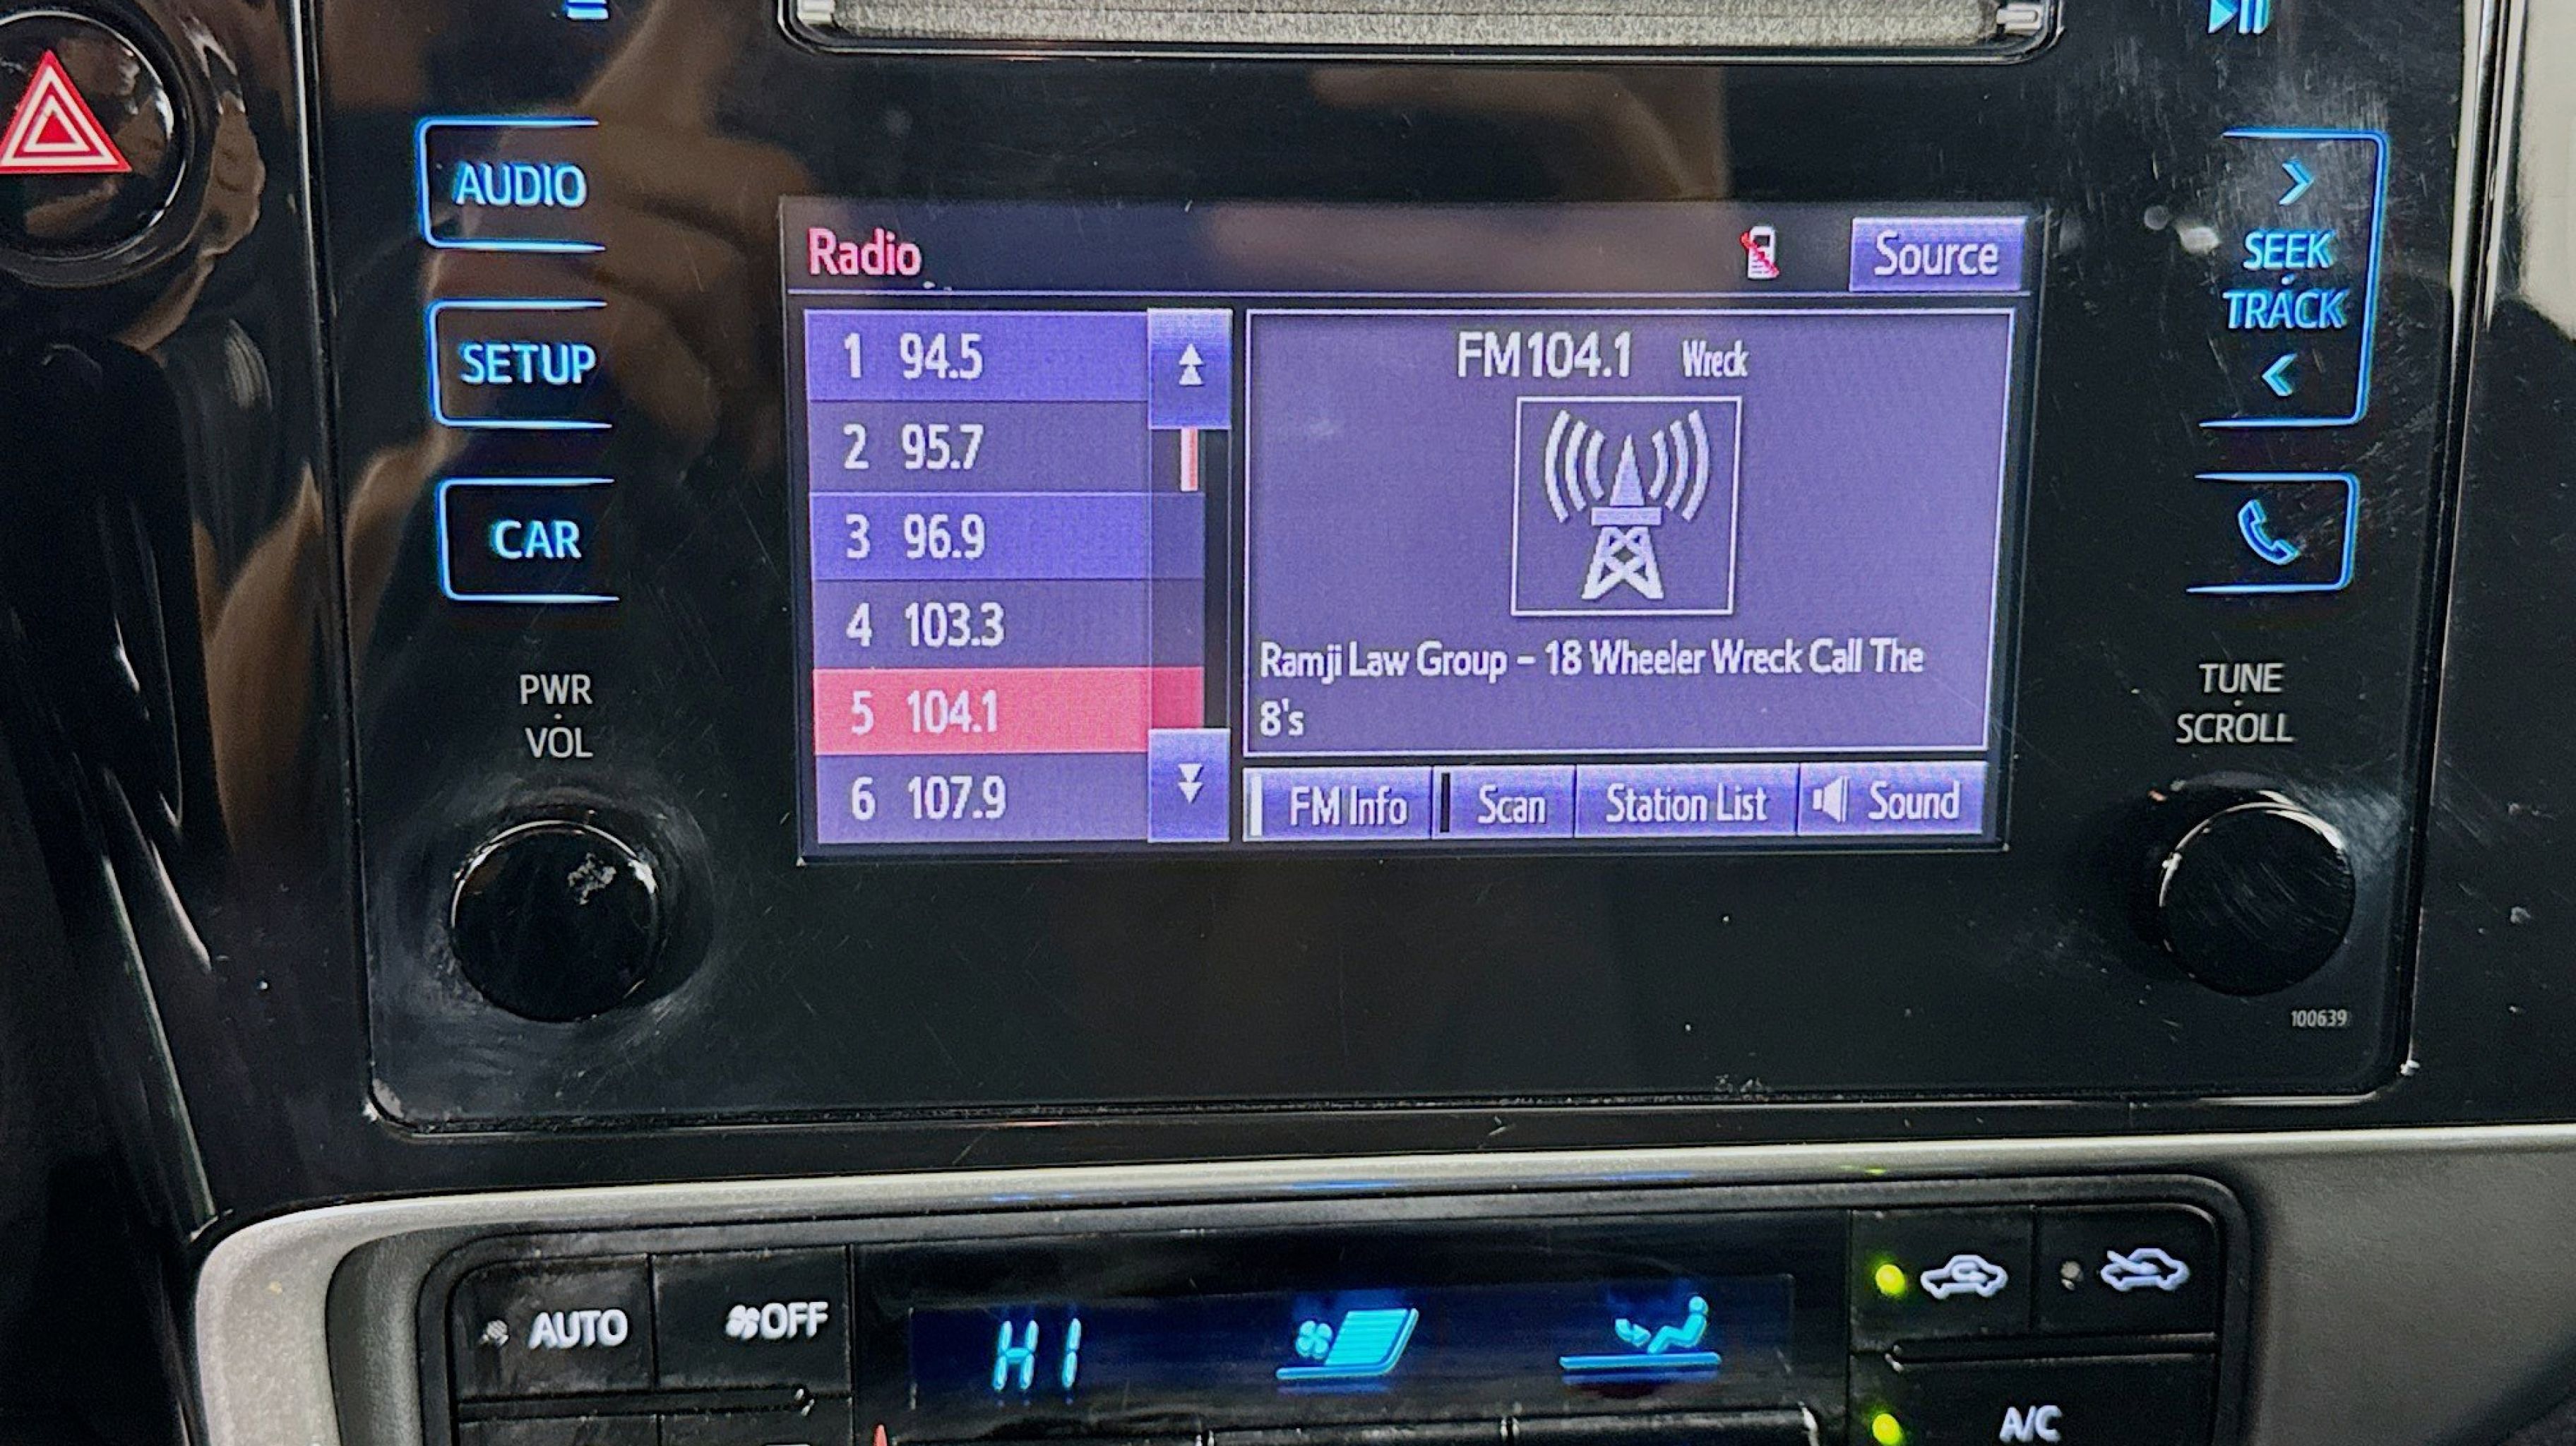 AUDIO
SETUP
CAR
PWR
VOL
Radio
Source
1 94.5
2 95.7
3 96.9
4 103.3
5 104.1
6 107.9
FM104.1 Wreck
Ramji Law Group – 18 Wheeler Wreck Call The
8's
FM Info
Scan
Station List
Sound
>
SEEK
TRACK
<
TUNE
SCROLL
100639
AUTO
OFF
HI
A/C